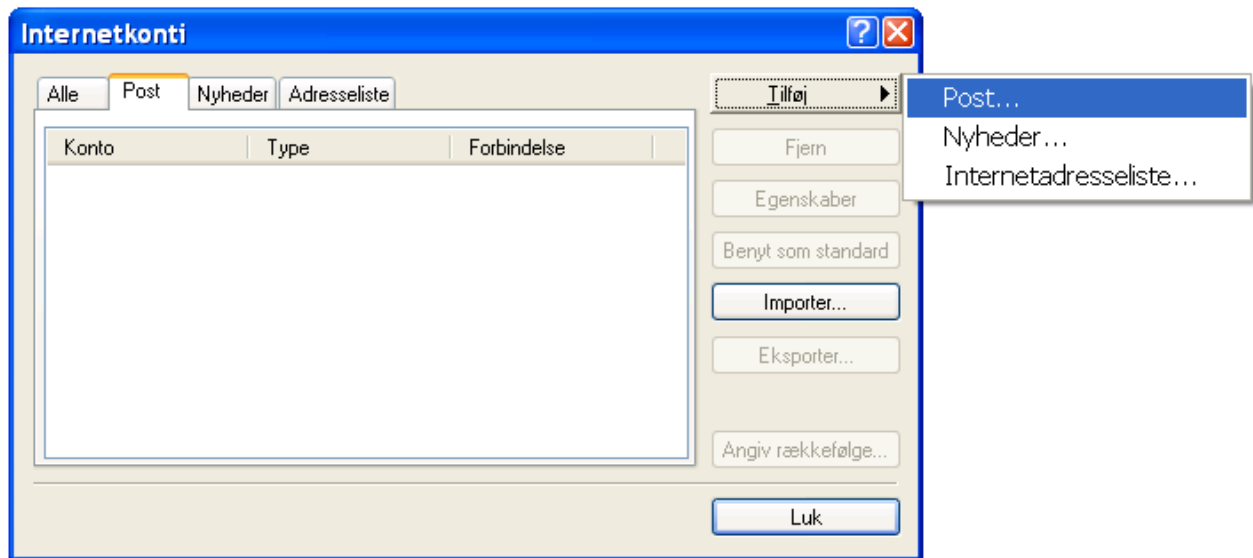 Internetkonti
Alle Post Nyheder Adresseliste
Konto Type Forbindelse
Tilføj
Fjern
Egenskaber
Benyt som standard
Importer...
Eksporter...
Angiv rækkefølge...
Luk
Post...
Nyheder...
Internetadresseliste...